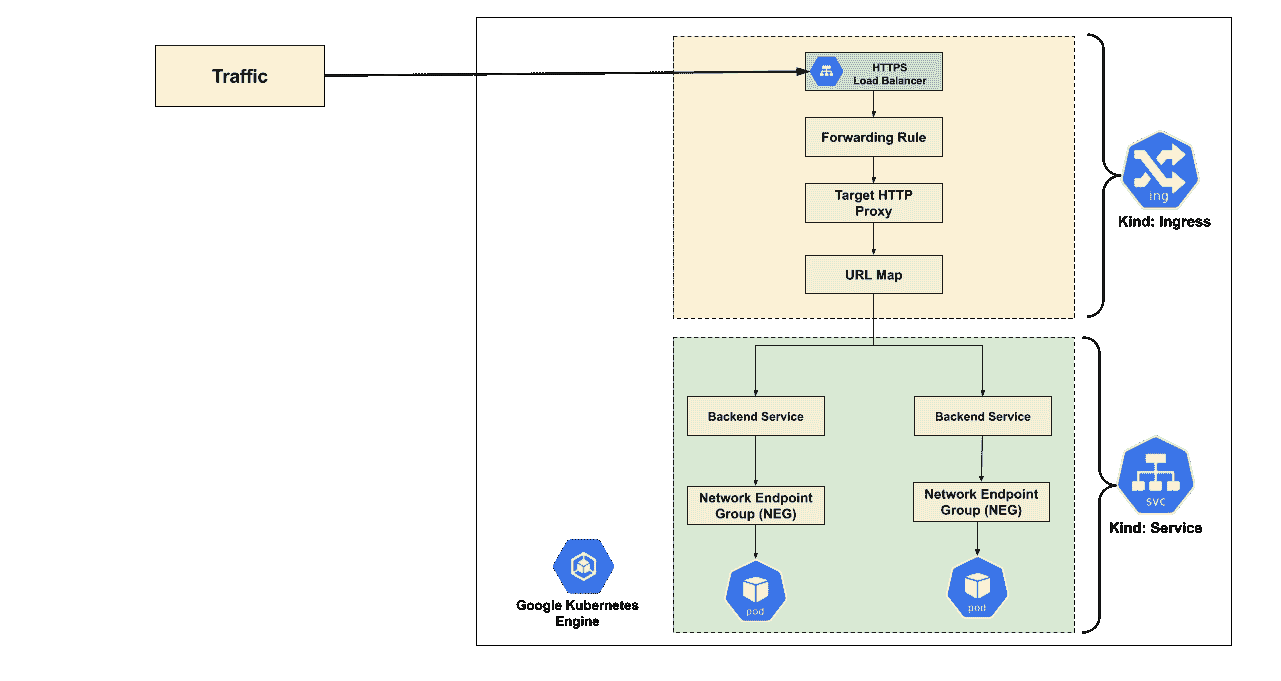 Traffic
HTTPS
Load Balancer
Forwarding Rule
Target HTTP
Proxy
URL Map
ing
Kind: Ingress
Backend Service
Backend Service
Network Endpoint
Group (NEG)
Network Endpoint
Group (NEG)
svc
Kind: Service
pod
pod
Google Kubernetes
Engine